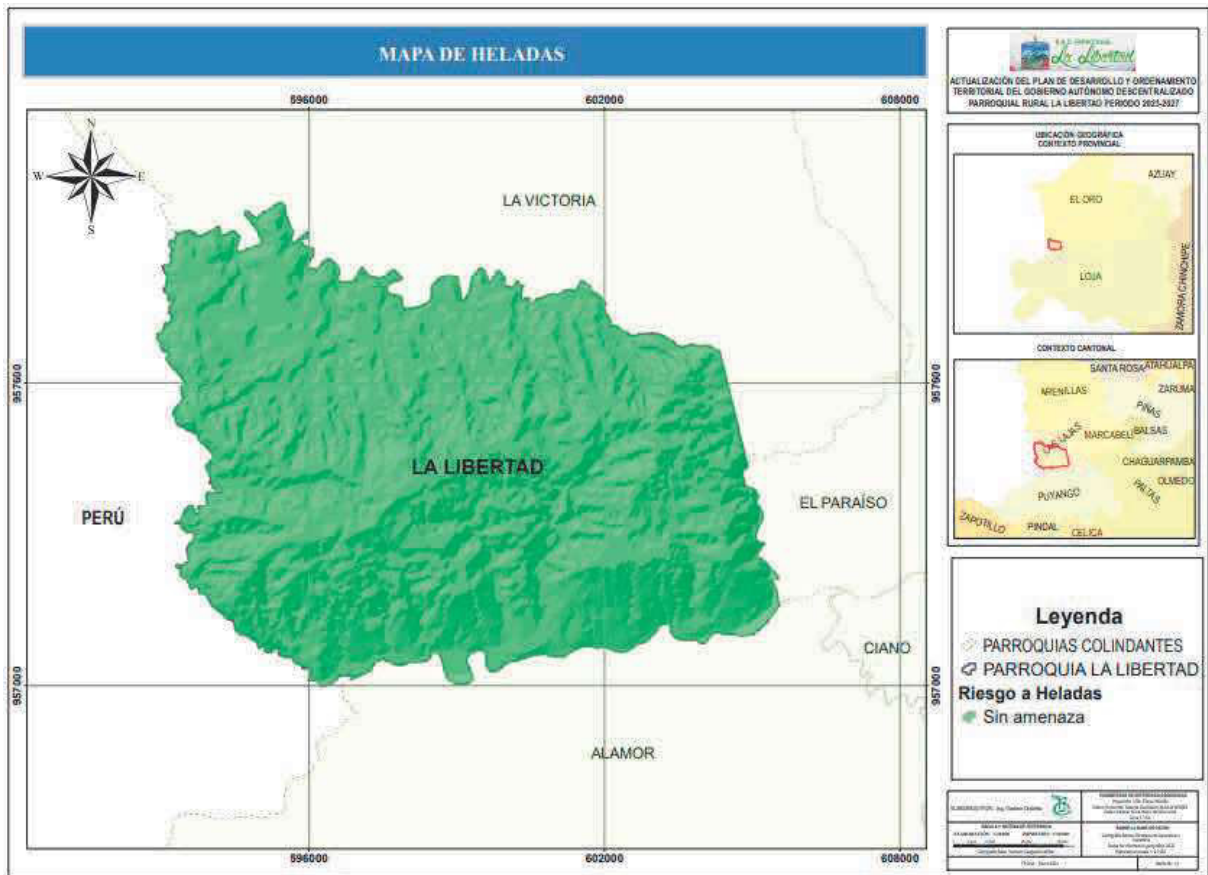 MAPA DE HELADAS
596000
602000
608000
957600
957000
N
W
E
S
LA VICTORIA
LA LIBERTAD
PERÚ
EL PARAÍSO
CIANO
ALAMOR
957600
957000
596000
602000
608000
La Libertad
ACTUALIZACIÓN DEL PLAN DE DESARROLLO Y ORDENAMIENTO
TERRITORIAL DEL GOBIERNO AUTÓNOMO DESCENTRALIZADO
PARROQUIAL RURAL LA LIBERTAD PERIODO 2023-2027
UBICACIÓN GEOGRÁFICA
CONTEXTO PROVINCIAL
AZUAY
EL ORO
LOJA
ZAMORA CHINCHIPE
CONTEXTO CANTONAL
SANTA ROSA
ATAHUALPA
ARENILLAS
ZARUMA
PIÑAS
MARCABELI
BALSAS
CHAGUARPAMBA
OLMEDO
PALTAS
PUYANGO
ZAPOTILLO
PINDAL
CELICA
Leyenda
PARROQUIAS COLINDANTES
PARROQUIA LA LIBERTAD
Riesgo a Heladas
Sin amenaza